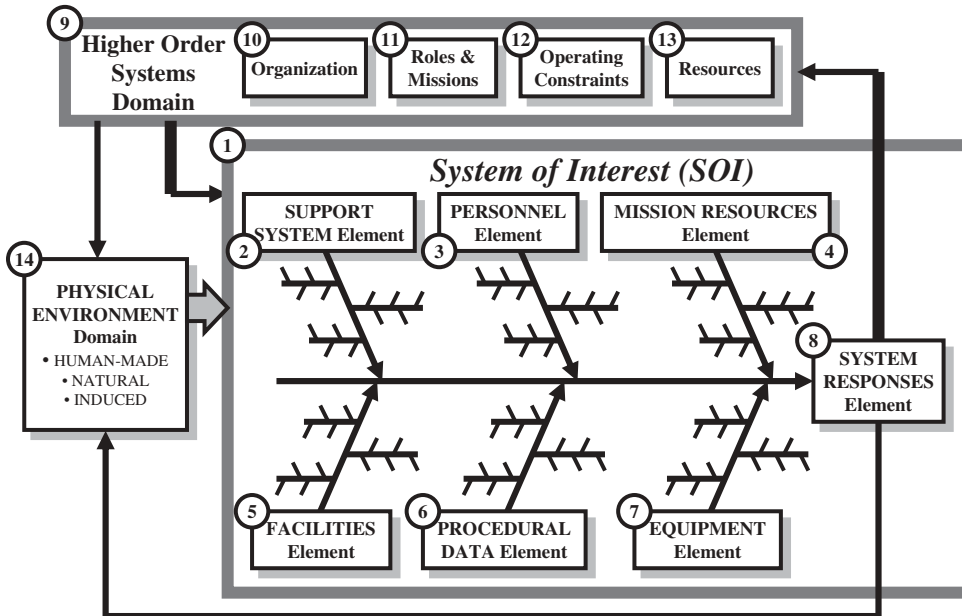 9
Higher Order
Systems
Domain
10
Organization
11
Roles &
Missions
12
Operating
Constraints
13
Resources
1
System of Interest (SOI)
SUPPORT
SYSTEM Element
2
PERSONNEL
Element
3
MISSION RESOURCES
Element
4
14
PHYSICAL
ENVIRONMENT
Domain
• HUMAN-MADE
• NATURAL
• INDUCED
8
SYSTEM
RESPONSES
Element
5
FACILITIES
Element
6
PROCEDURAL
DATA Element
7
EQUIPMENT
Element